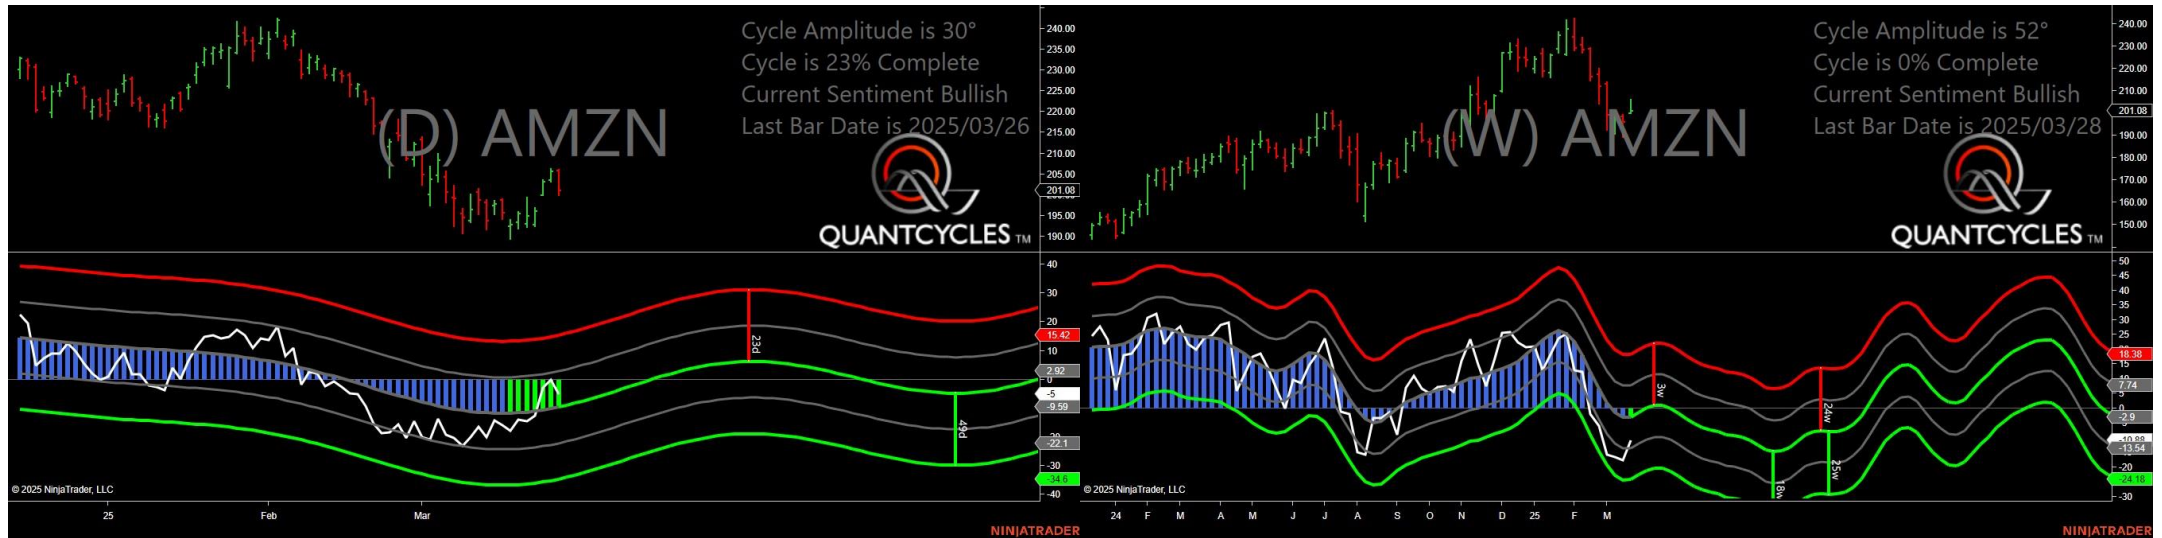 Cycle Amplitude is 30°
Cycle is 23% Complete
Current Sentiment Bullish
Last Bar Date is 2025/03/26
(D) AMZN
QUANTCYCLES TM
240.00
235.00
230.00
225.00
220.00
215.00
210.00
205.00
201.08
195.00
190.00
40
30
20
15.42
10
2.92
0
-5
-9.59
-22.1
-30
-34.6
-40
23d
49d
© 2025 NinjaTrader, LLC
25
Feb
Mar
NINJATRADER
Cycle Amplitude is 52°
Cycle is 0% Complete
Current Sentiment Bullish
Last Bar Date is 2025/03/28
(W) AMZN
QUANTCYCLES TM
240.00
230.00
220.00
210.00
201.08
190.00
180.00
170.00
160.00
150.00
50
45
40
35
30
25
18.38
15
7.74
5
0
-2.9
-10.88
-13.54
-20
-24.18
-30
3w
24w
18w
25w
© 2025 NinjaTrader, LLC
24
F
M
A
M
J
J
A
S
O
N
D
25
F
M
NINJATRADER